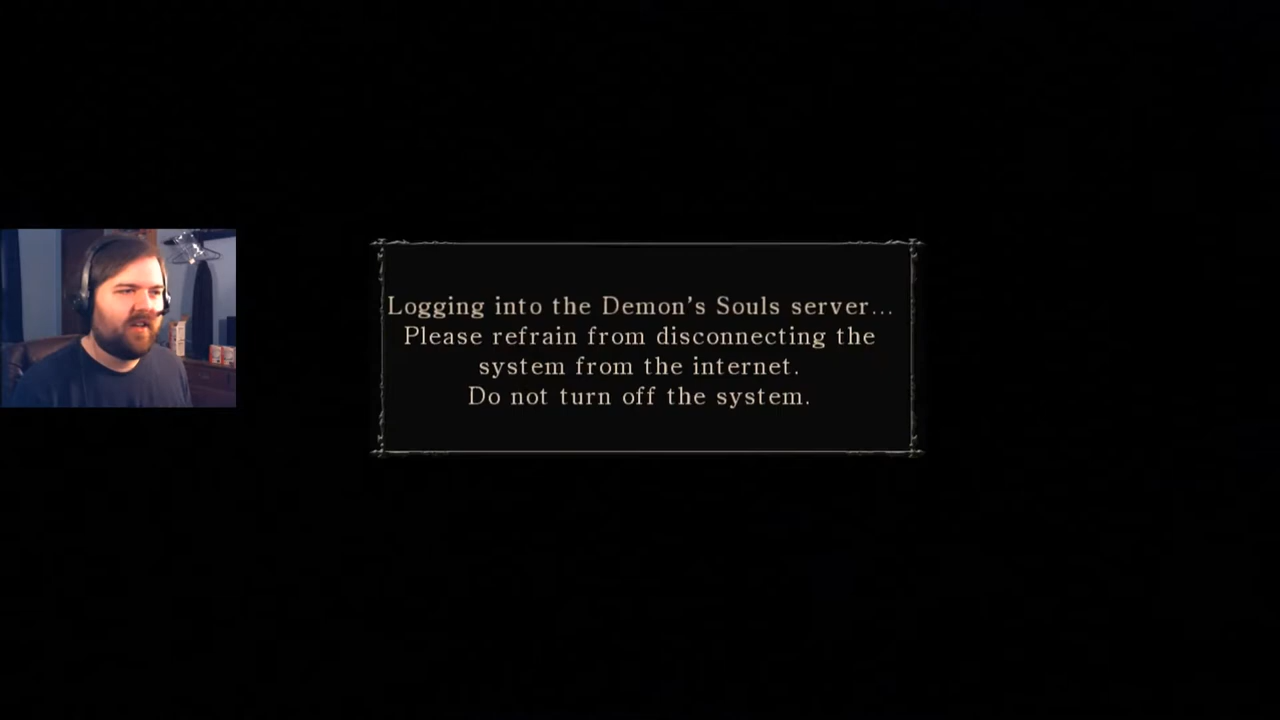 Logging into the Demon's Souls server...
Please refrain from disconnecting the
system from the internet.
Do not turn off the system.